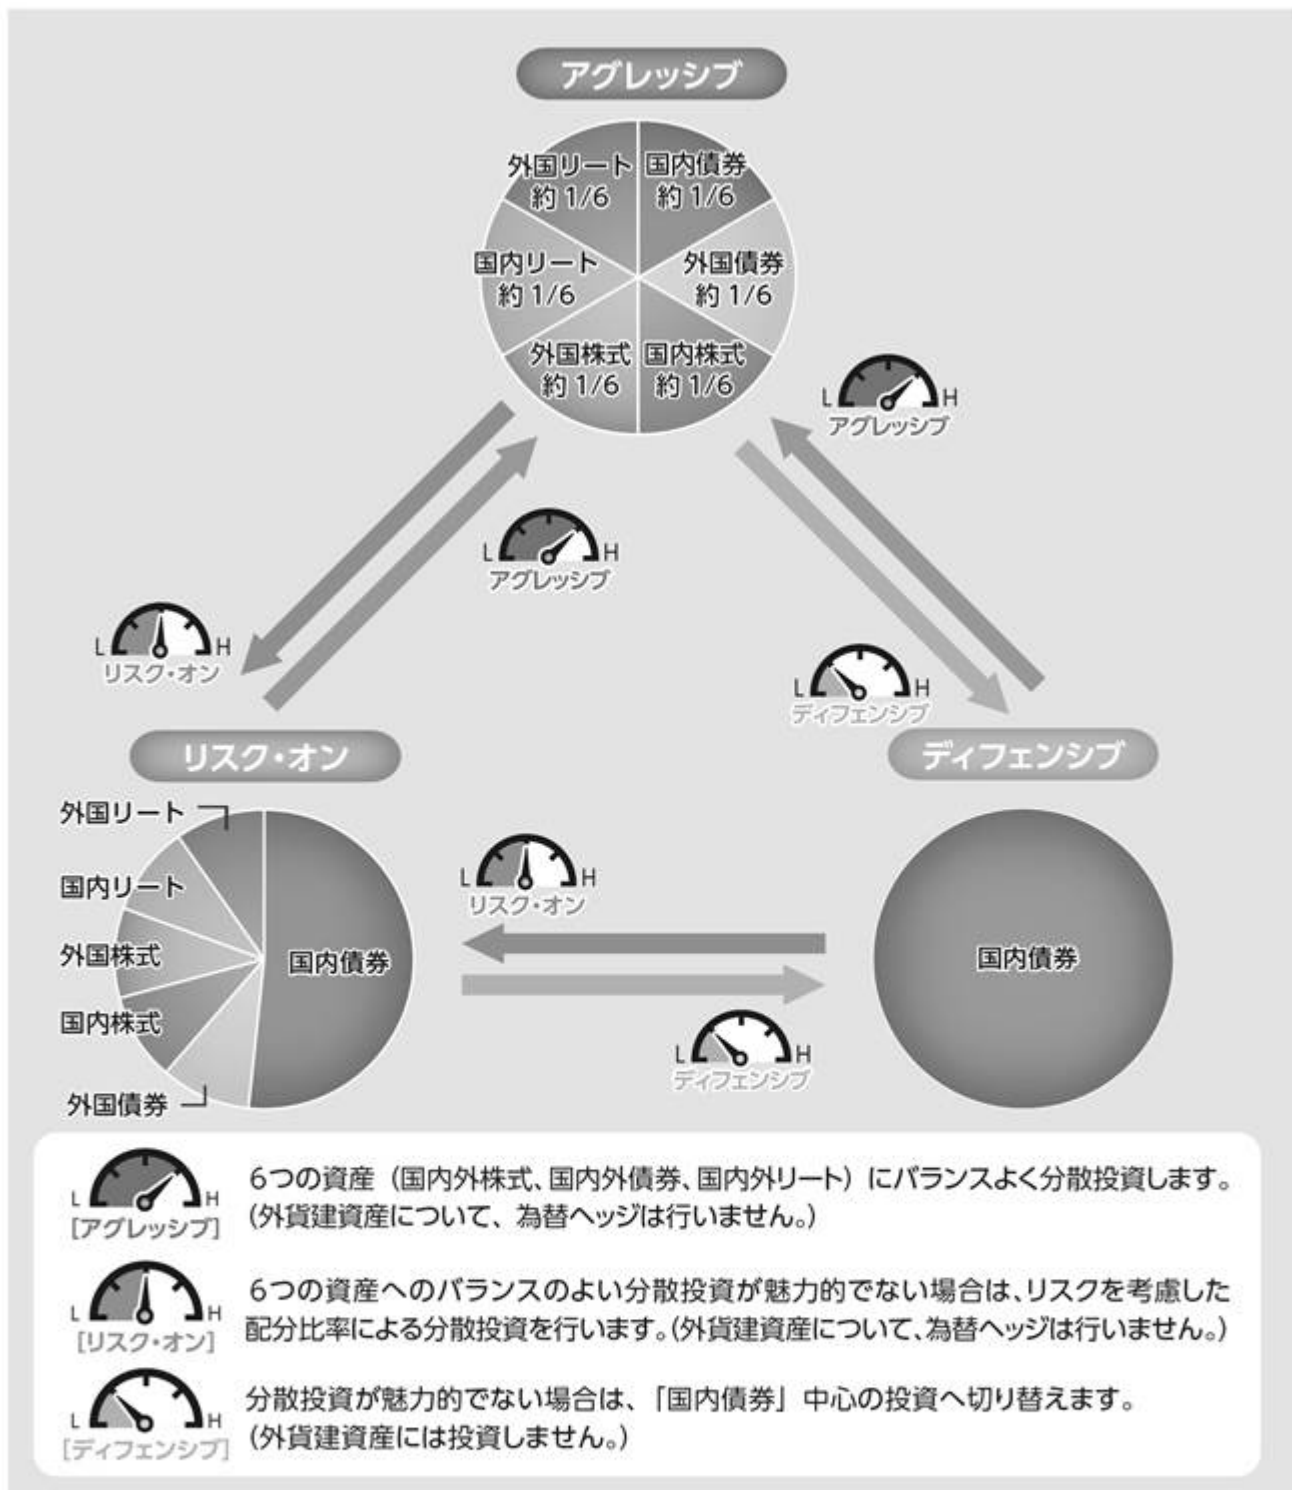 アグレッシブ
外国リート
約 1/6
国内債券
約 1/6
国内リート
約 1/6
外国債券
約 1/6
外国株式
約 1/6
国内株式
約 1/6
L H
アグレッシブ
L H
アグレッシブ
L H
リスク・オン
L H
ディフェンシブ
リスク・オン
ディフェンシブ
外国リート
国内リート
外国株式
国内株式
外国債券
国内債券
L H
リスク・オン
L H
ディフェンシブ
国内債券
L H
[アグレッシブ]
6つの資産（国内外株式、国内外債券、国内外リート）にバランスよく分散投資します。
（外貨建資産について、為替ヘッジは行いません。）
L H
[リスク・オン]
6つの資産へのバランスのよい分散投資が魅力的でない場合は、リスクを考慮した
配分比率による分散投資を行います。（外貨建資産について、為替ヘッジは行いません。）
L H
[ディフェンシブ]
分散投資が魅力的でない場合は、「国内債券」中心の投資へ切り替えます。
（外貨建資産には投資しません。）